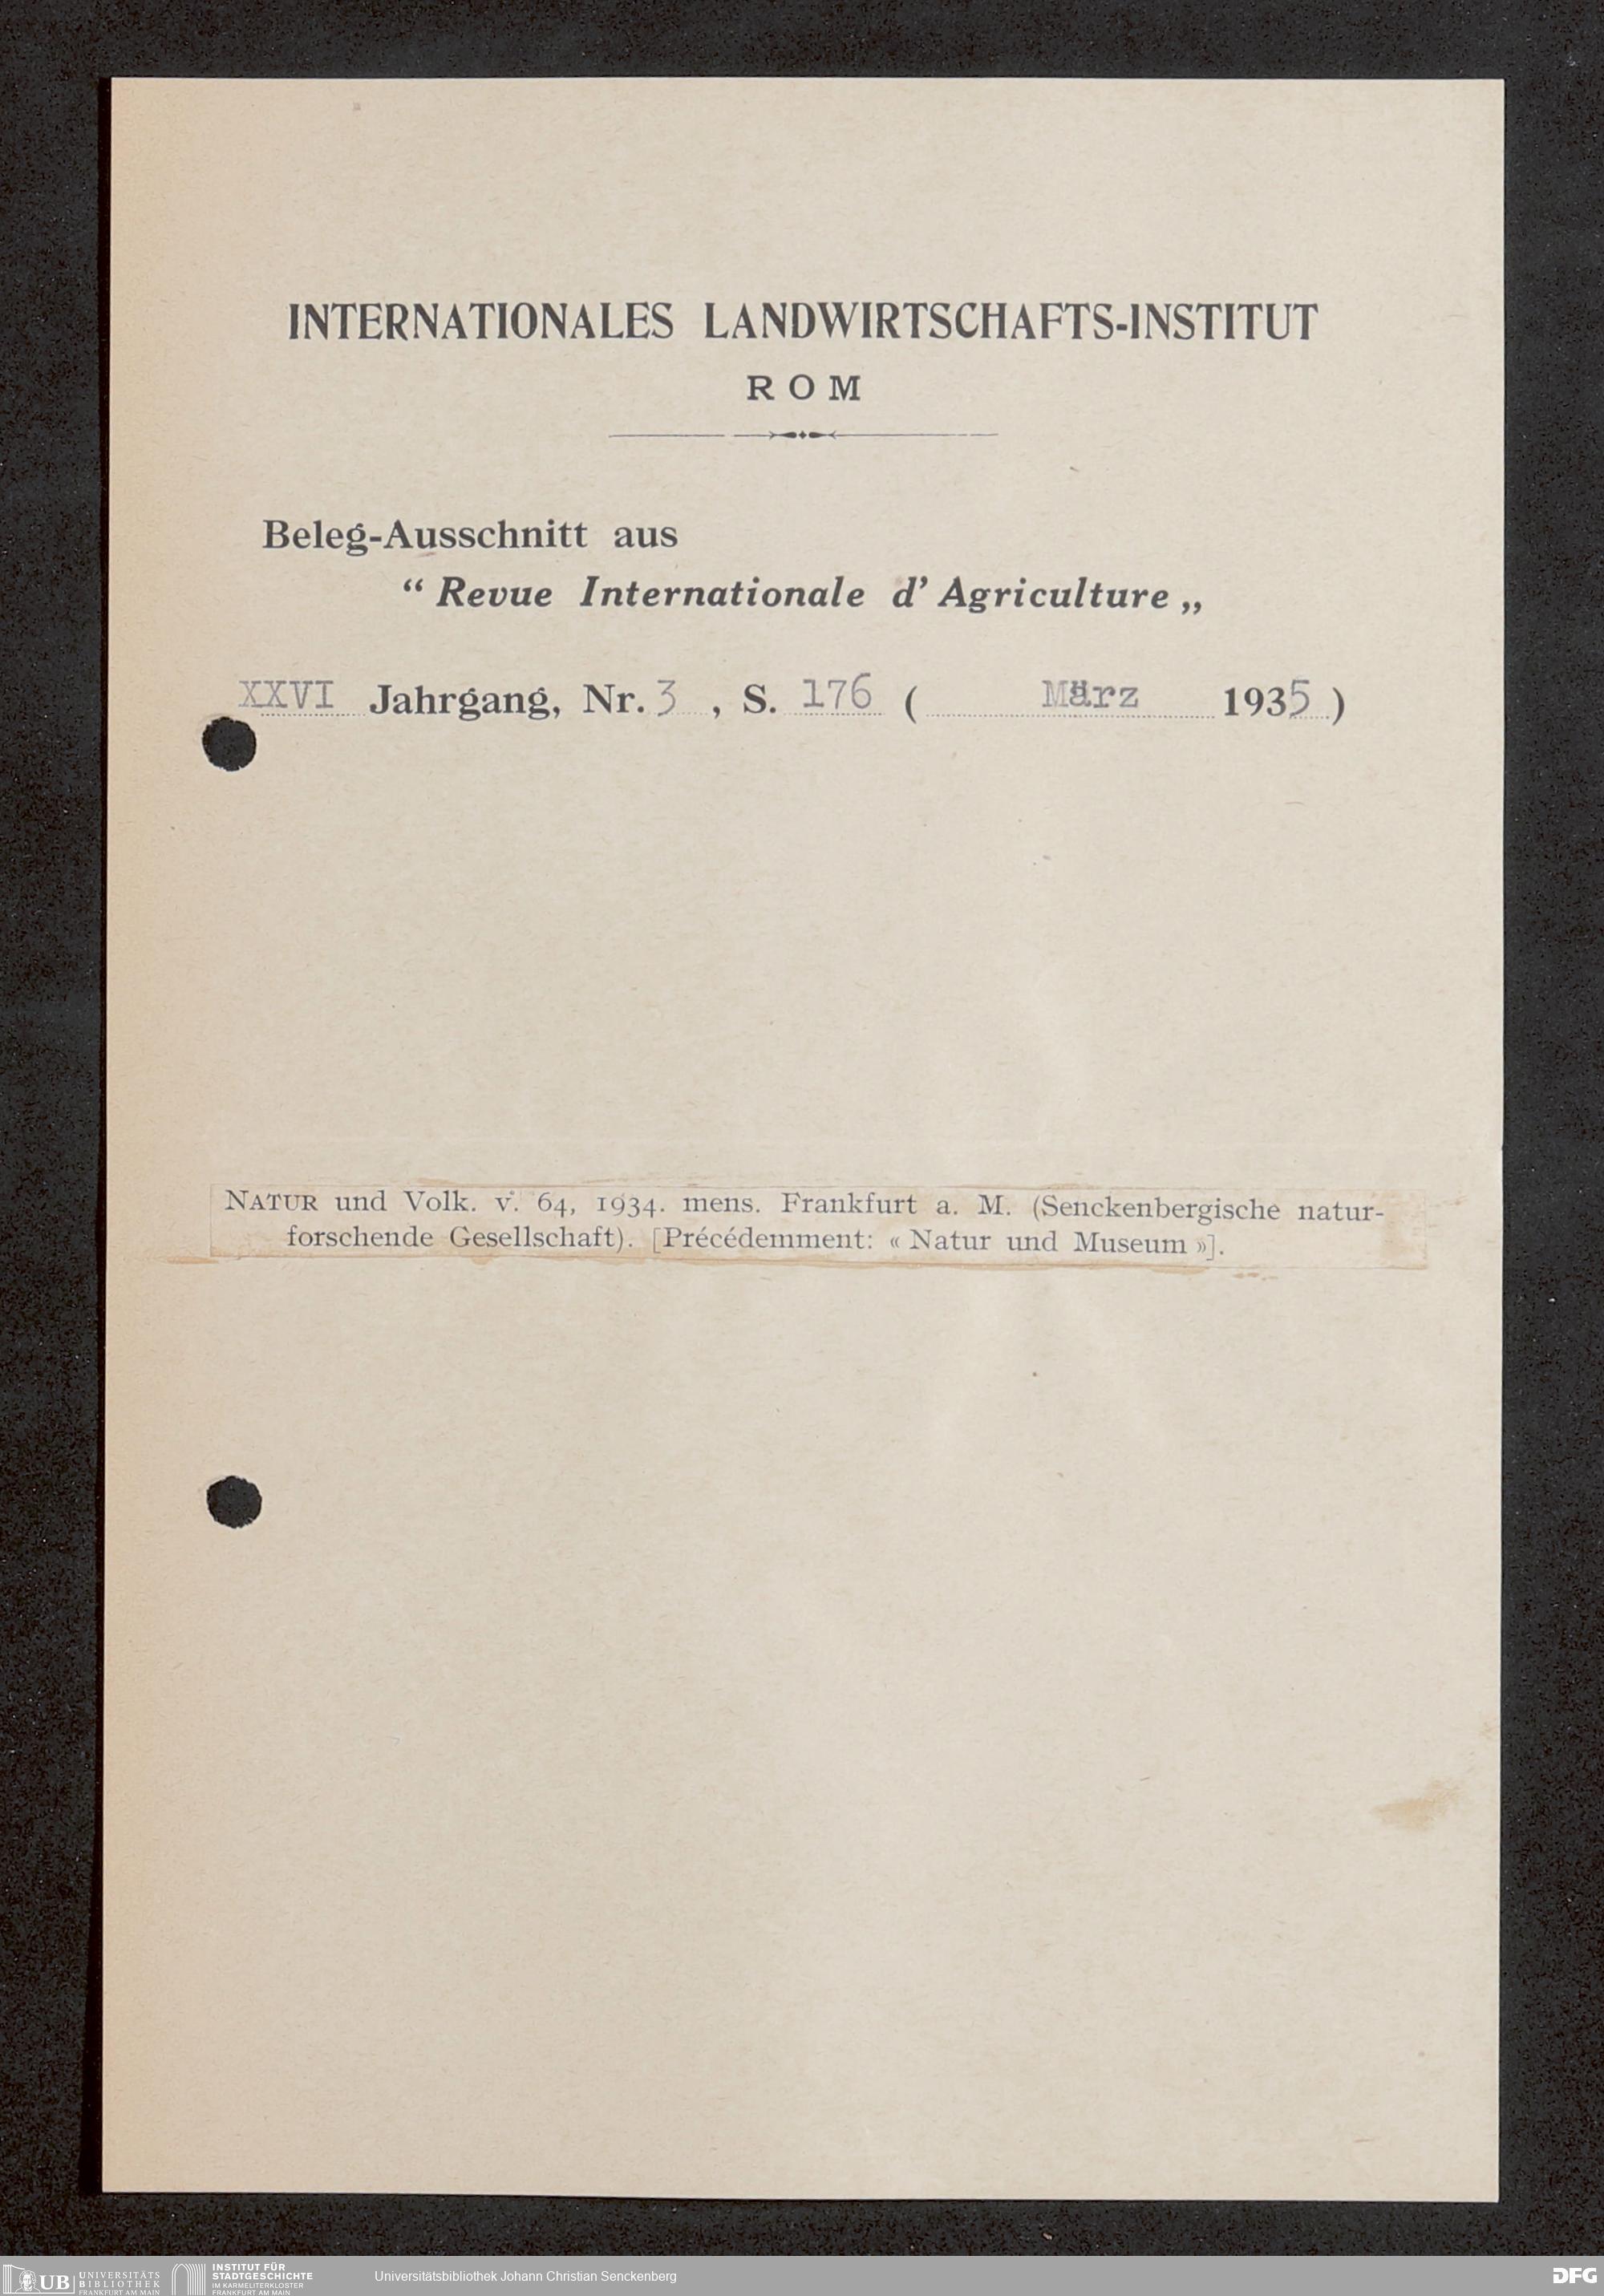 INTERNATIONALES LANDWIRTSCHAFTS-INSTITUT
ROM
Beleg-Ausschnitt aus
“ Revue Internationale d’ Agriculture „
XXVI Jahrgang, Nr. 3 , S. 176 ( März 1935 )
NATUR und Volk. v. 64, 1934. mens. Frankfurt a. M. (Senckenbergische natur-
forschende Gesellschaft). [Précédemment: « Natur und Museum »].
UB UNIVERSITÄTS
BIBLIOTHEK
FRANKFURT AM MAIN
INSTITUT FÜR
STADTGESCHICHTE
IM KARMELITERKLOSTER
FRANKFURT AM MAIN
Universitätsbibliothek Johann Christian Senckenberg
DFG